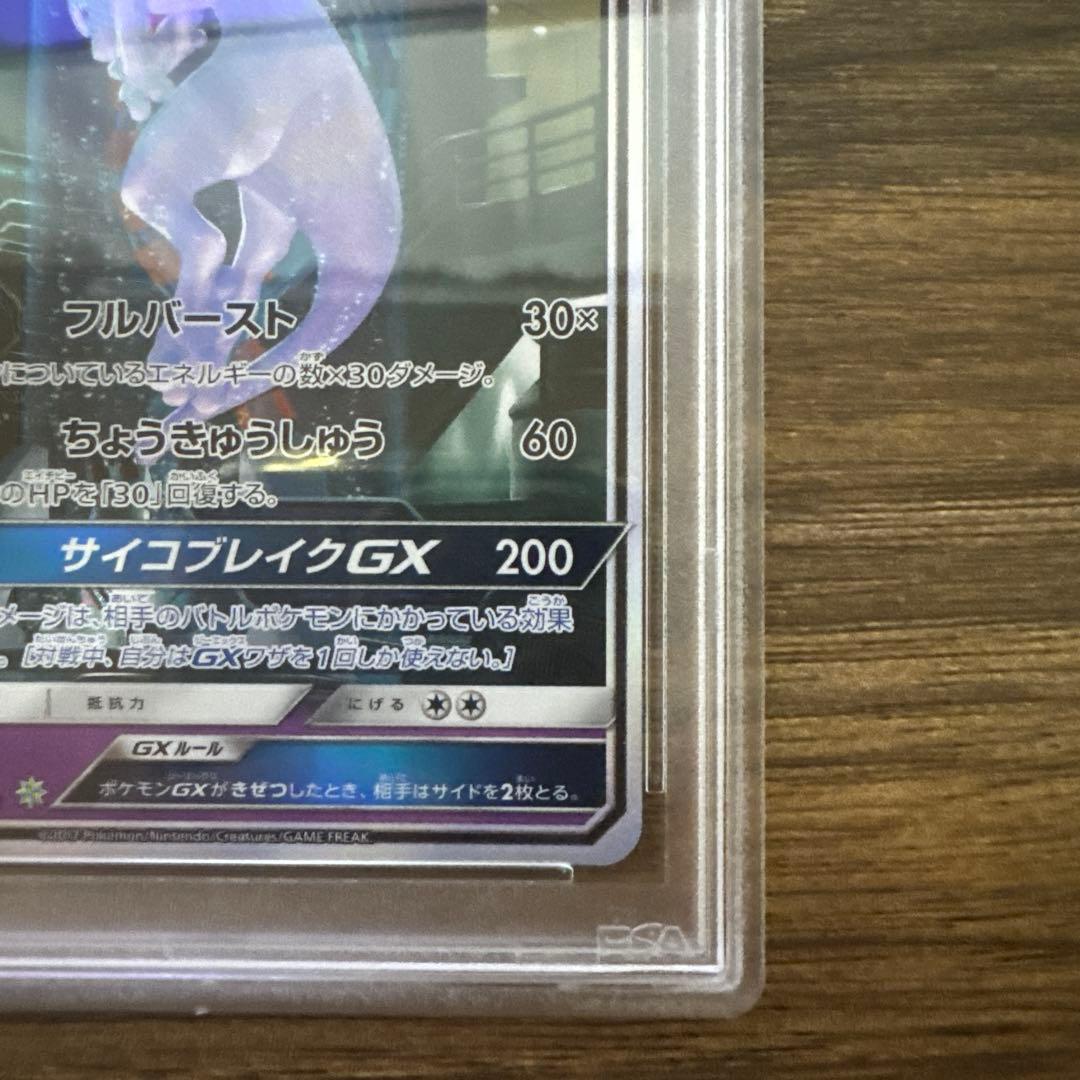 フルバースト 30×
についているエネルギーの数×30ダメージ。
ちょうきゅうしゅう 60
のHPを「30」回復する。
サイコブレイクGX 200
メージは、相手のバトルポケモンにかかっている効果
。［対戦中、自分はGXワザを1回しか使えない。］
抵抗力 にげる
GXルール
ポケモンGXがきぜつしたとき、相手はサイドを2枚とる。
©2017 Pokémon/Nintendo/Creatures/GAME FREAK.
PSA